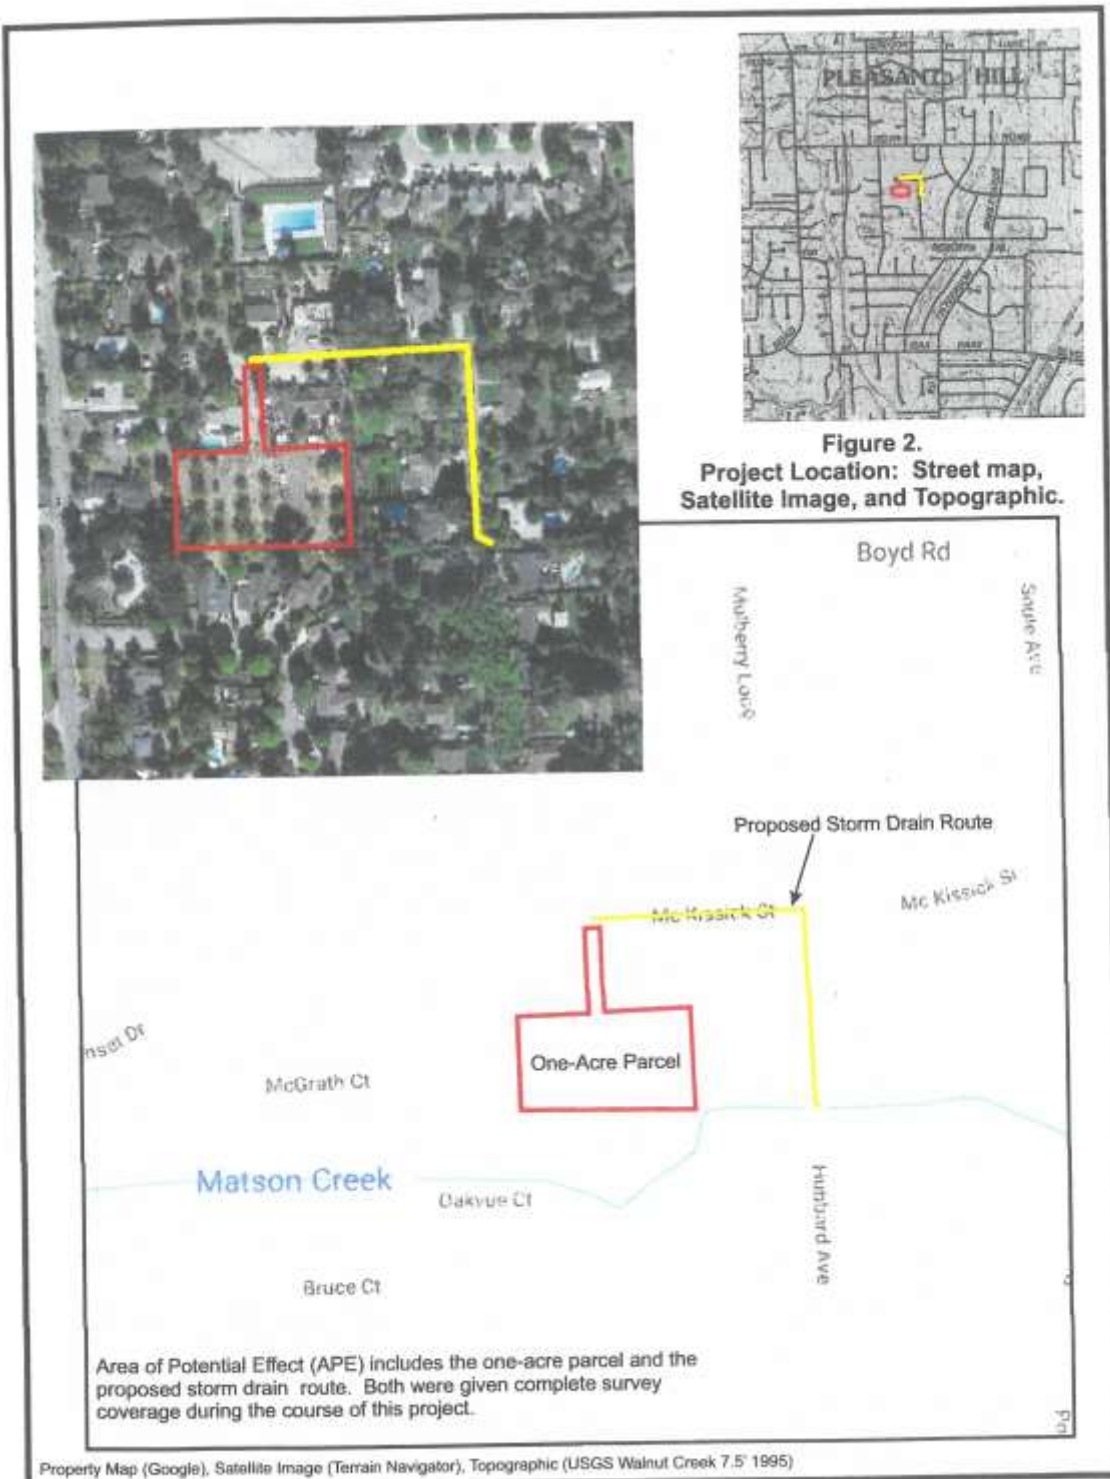 PLEASANT HILL
Figure 2.
Project Location: Street map,
Satellite Image, and Topographic.
Boyd Rd
Mulberry Loop
Soule Ave
Proposed Storm Drain Route
Mc Kissick St
Mc Kissick St
One-Acre Parcel
nset Dr
McGrath Ct
Matson Creek
Oakvue Ct
Hubbard Ave
Bruce Ct
Area of Potential Effect (APE) includes the one-acre parcel and the
proposed storm drain route. Both were given complete survey
coverage during the course of this project.
Property Map (Google), Satellite Image (Terrain Navigator), Topographic (USGS Walnut Creek 7.5' 1995)